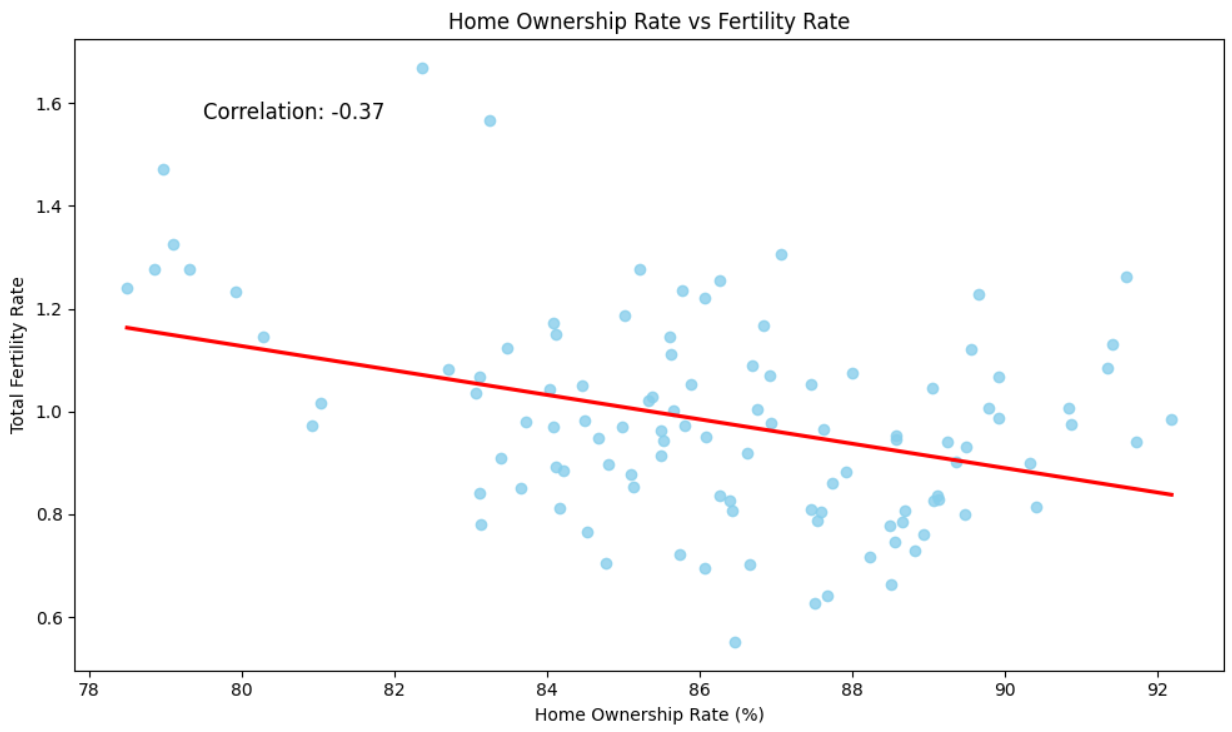 Home Ownership Rate vs Fertility Rate
Correlation: -0.37
Total Fertility Rate
1.6
1.4
1.2
1.0
0.8
0.6
78 80 82 84 86 88 90 92
Home Ownership Rate (%)